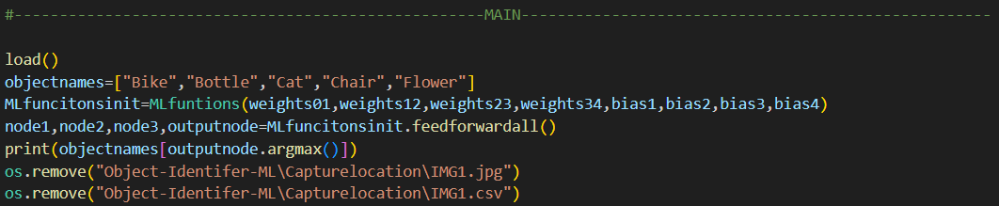 #--------------------------------------------------MAIN--------------------------------------------------
load()
objectnames=["Bike","Bottle","Cat","Chair","Flower"]
MLfuncitonsinit=MLfuntions(weights01,weights12,weights23,weights34,bias1,bias2,bias3,bias4)
node1,node2,node3,outputnode=MLfuncitonsinit.feedforwardall()
print(objectnames[outputnode.argmax()])
os.remove("Object-Identifer-ML\Capturelocation\IMG1.jpg")
os.remove("Object-Identifer-ML\Capturelocation\IMG1.csv")